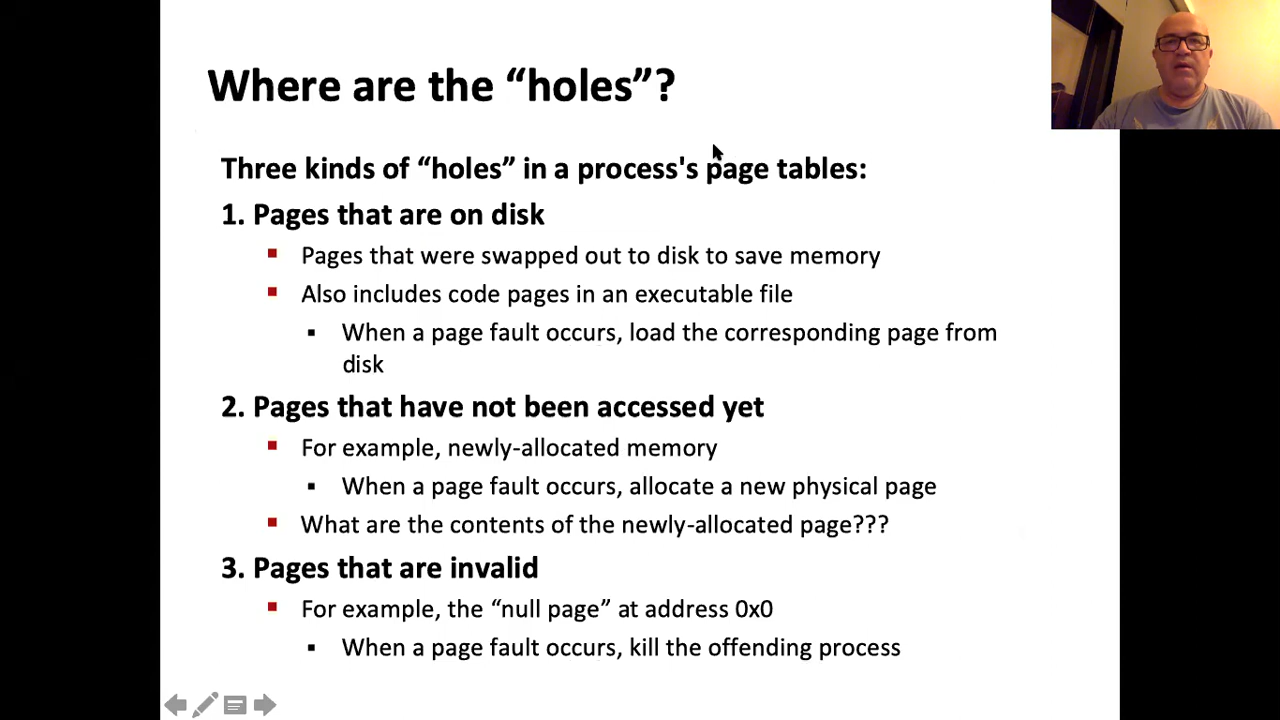 Where are the “holes”?
Three kinds of “holes” in a process's page tables:
1. Pages that are on disk
▪ Pages that were swapped out to disk to save memory
▪ Also includes code pages in an executable file
▪ When a page fault occurs, load the corresponding page from
disk
2. Pages that have not been accessed yet
▪ For example, newly-allocated memory
▪ When a page fault occurs, allocate a new physical page
▪ What are the contents of the newly-allocated page???
3. Pages that are invalid
▪ For example, the “null page” at address 0x0
▪ When a page fault occurs, kill the offending process